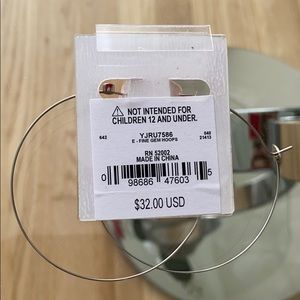 ⚠ NOT INTENDED FOR
CHILDREN 12 AND UNDER.
YJRU7586
642 E - FINE GEM HOOPS 040
21413
RN 52002
MADE IN CHINA
0 98686 47603 5
$32.00 USD